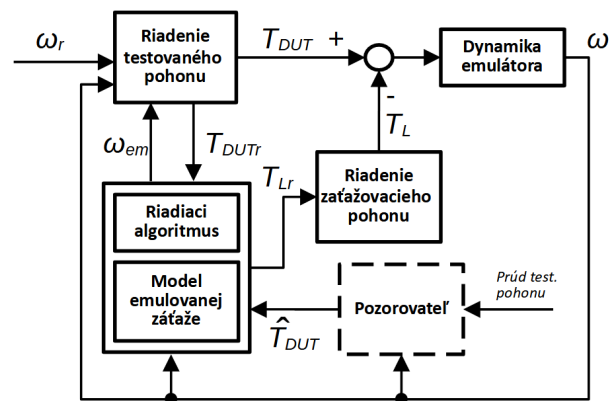 ω_r
Riadenie
testovaného
pohonu
T_DUT
+
Dynamika
emulátora
ω
-
T_L
ω_em
T_DUTr
T_Lr
Riadenie
zaťažovacieho
pohonu
Riadiaci
algoritmus
Model
emulovanej
záťaže
T̂_DUT
Pozorovateľ
Prúd test.
pohonu